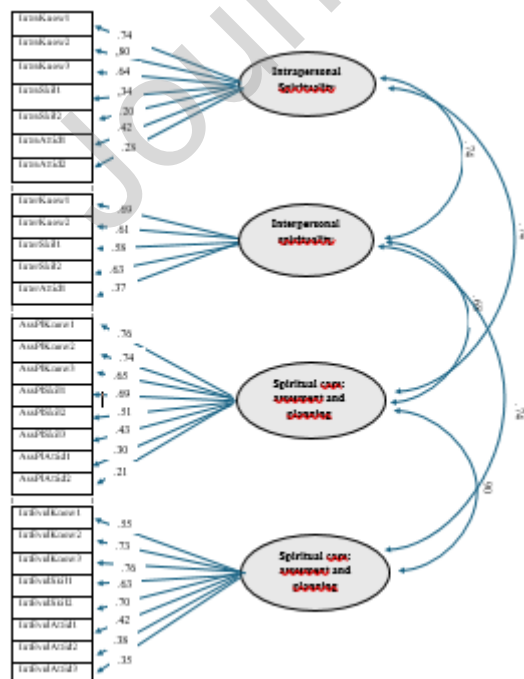 Journ
IntraKnow1
IntraKnow2
IntraKnow3
IntraSkill1
IntraSkill2
IntraAttid1
IntraAttid2
.74
.80
.64
.34
.20
.42
.28
Intrapersonal
Spirituality
InterKnow1
InterKnow2
InterSkill1
InterSkill2
InterAttid1
.69
.61
.58
.63
.37
Interpersonal
spirituality
AssPlKnow1
AssPlKnow2
AssPlKnow3
AssPlSkill1
AssPlSkill2
AssPlSkill3
AssPlAttid1
AssPlAttid2
.76
.74
.65
.69
.51
.43
.30
.21
Spiritual care:
assessment and
planning
IntEvalKnow1
IntEvalKnow2
IntEvalKnow3
IntEvalSkill1
IntEvalSkill2
IntEvalAttid1
IntEvalAttid2
IntEvalAttid3
.55
.73
.76
.63
.70
.42
.38
.35
Spiritual care:
assessment and
planning
.74
.74
.90